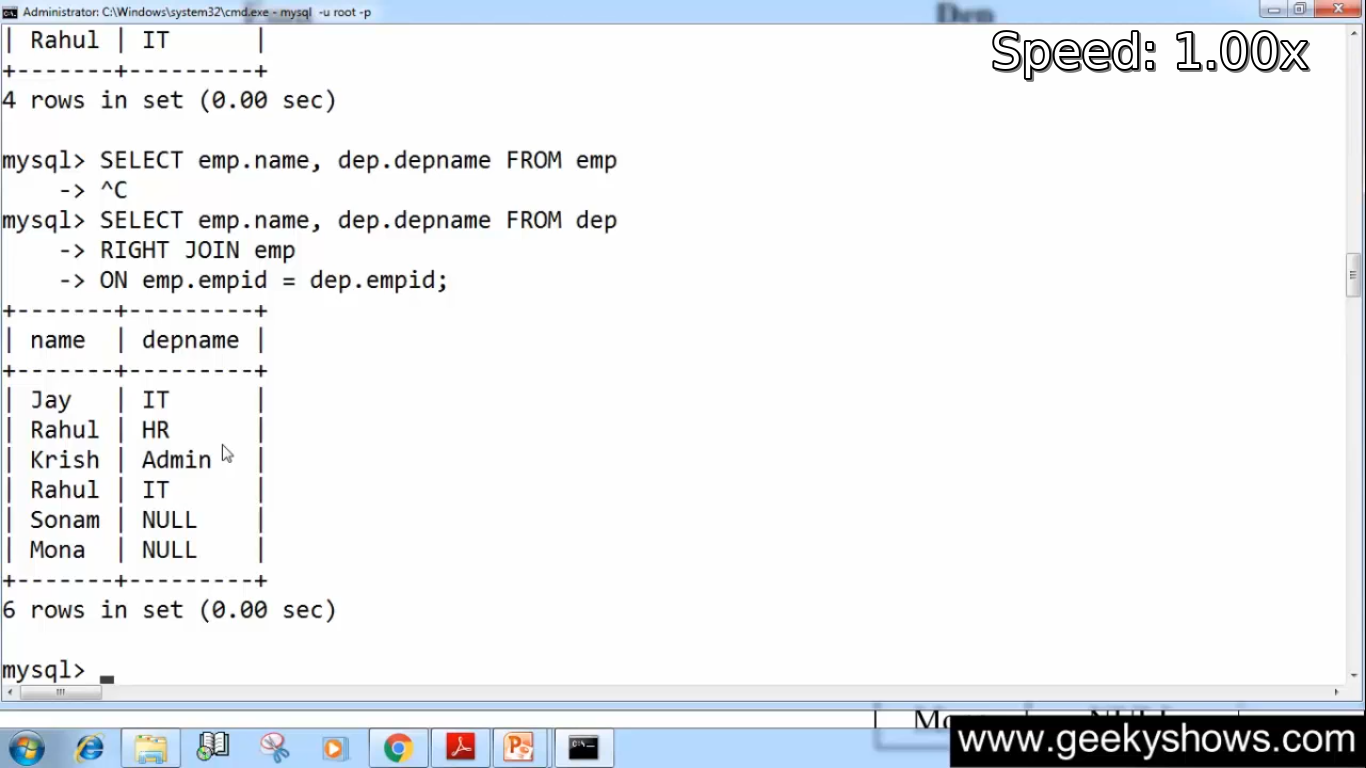 Administrator: C:\Windows\system32\cmd.exe - mysql -u root -p
Dep
Speed: 1.00x
| Rahul | IT |
+-------+---------+
4 rows in set (0.00 sec)
mysql> SELECT emp.name, dep.depname FROM emp
-> ^C
mysql> SELECT emp.name, dep.depname FROM dep
-> RIGHT JOIN emp
-> ON emp.empid = dep.empid;
+-------+---------+
| name | depname |
+-------+---------+
| Jay | IT |
| Rahul | HR |
| Krish | Admin |
| Rahul | IT |
| Sonam | NULL |
| Mona | NULL |
+-------+---------+
6 rows in set (0.00 sec)
mysql>
www.geekyshows.com